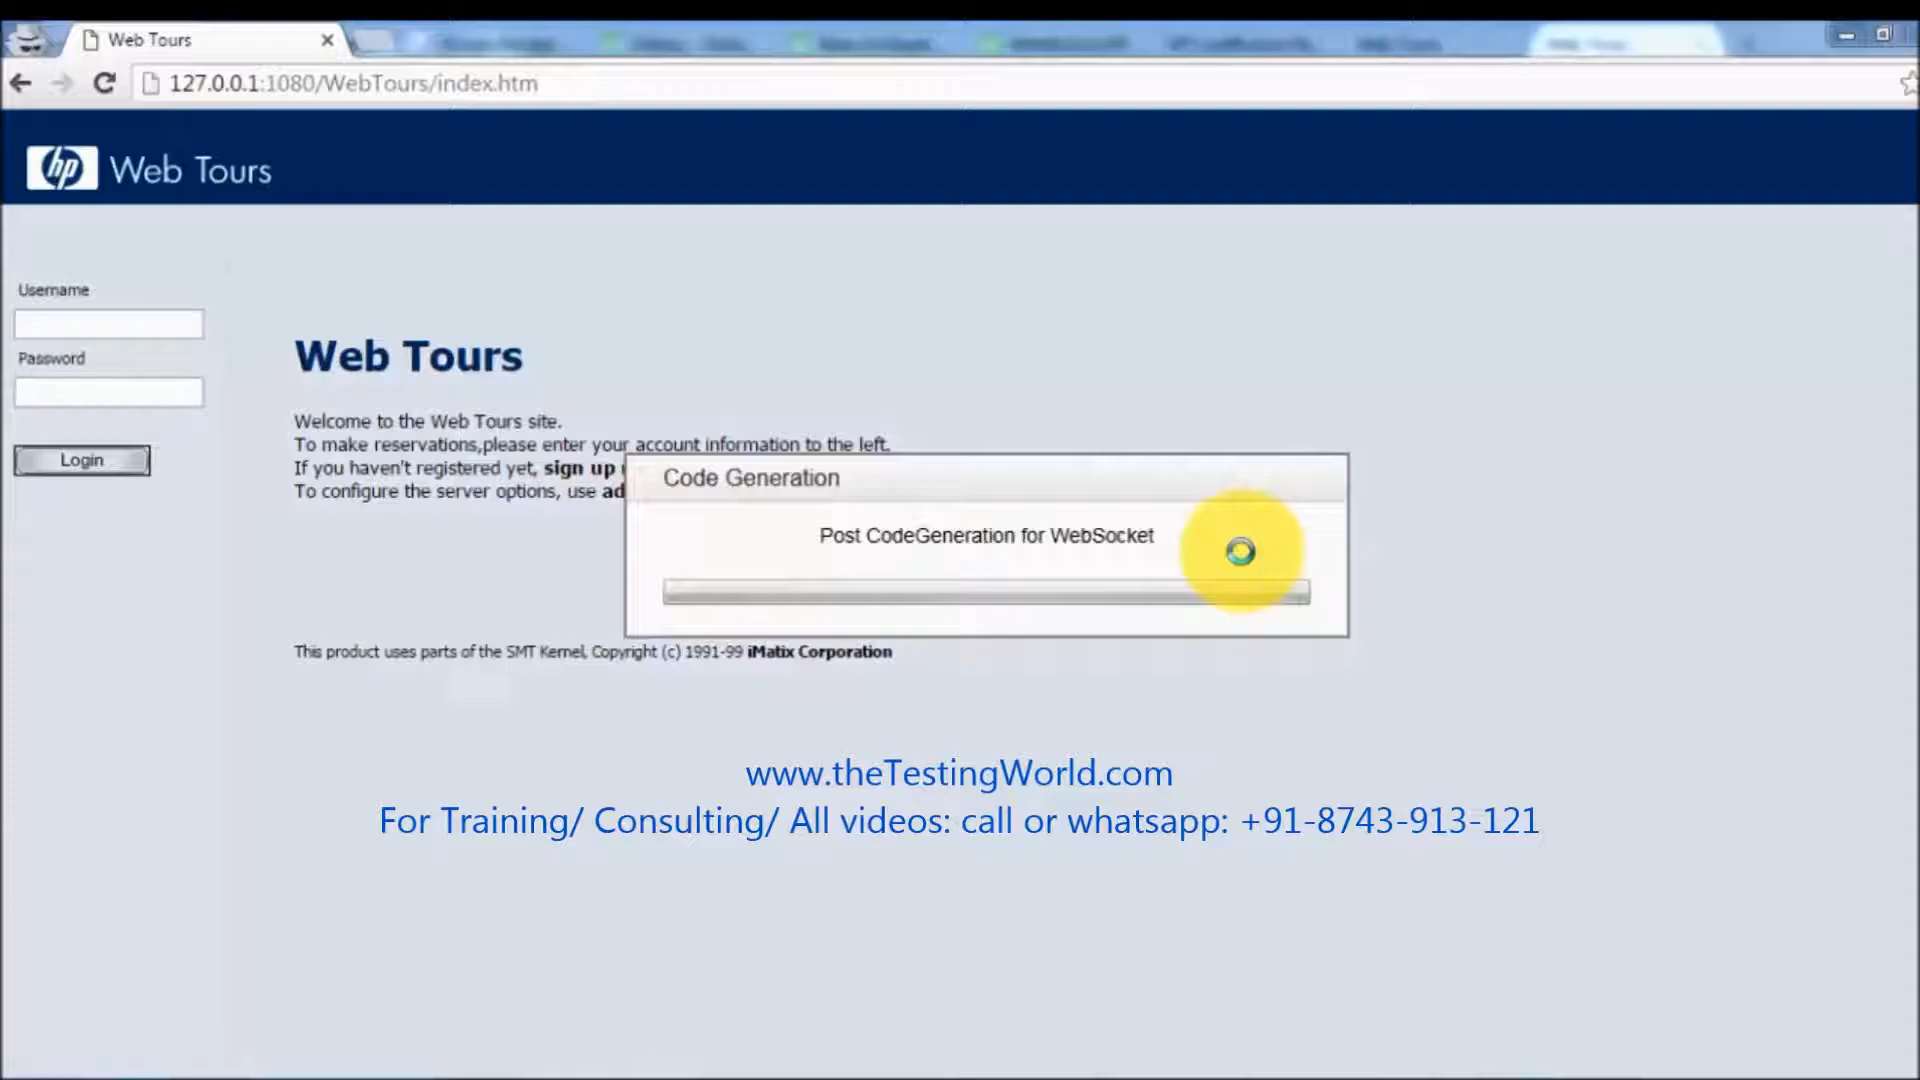 Web Tours
127.0.0.1:1080/WebTours/index.htm
hp Web Tours
Username
Password
Login
Web Tours
Welcome to the Web Tours site.
To make reservations,please enter your account information to the left.
If you haven't registered yet, sign up
To configure the server options, use ad
Code Generation
Post CodeGeneration for WebSocket
This product uses parts of the SMT Kernel, Copyright (c) 1991-99 iMatix Corporation
www.theTestingWorld.com
For Training/ Consulting/ All videos: call or whatsapp: +91-8743-913-121